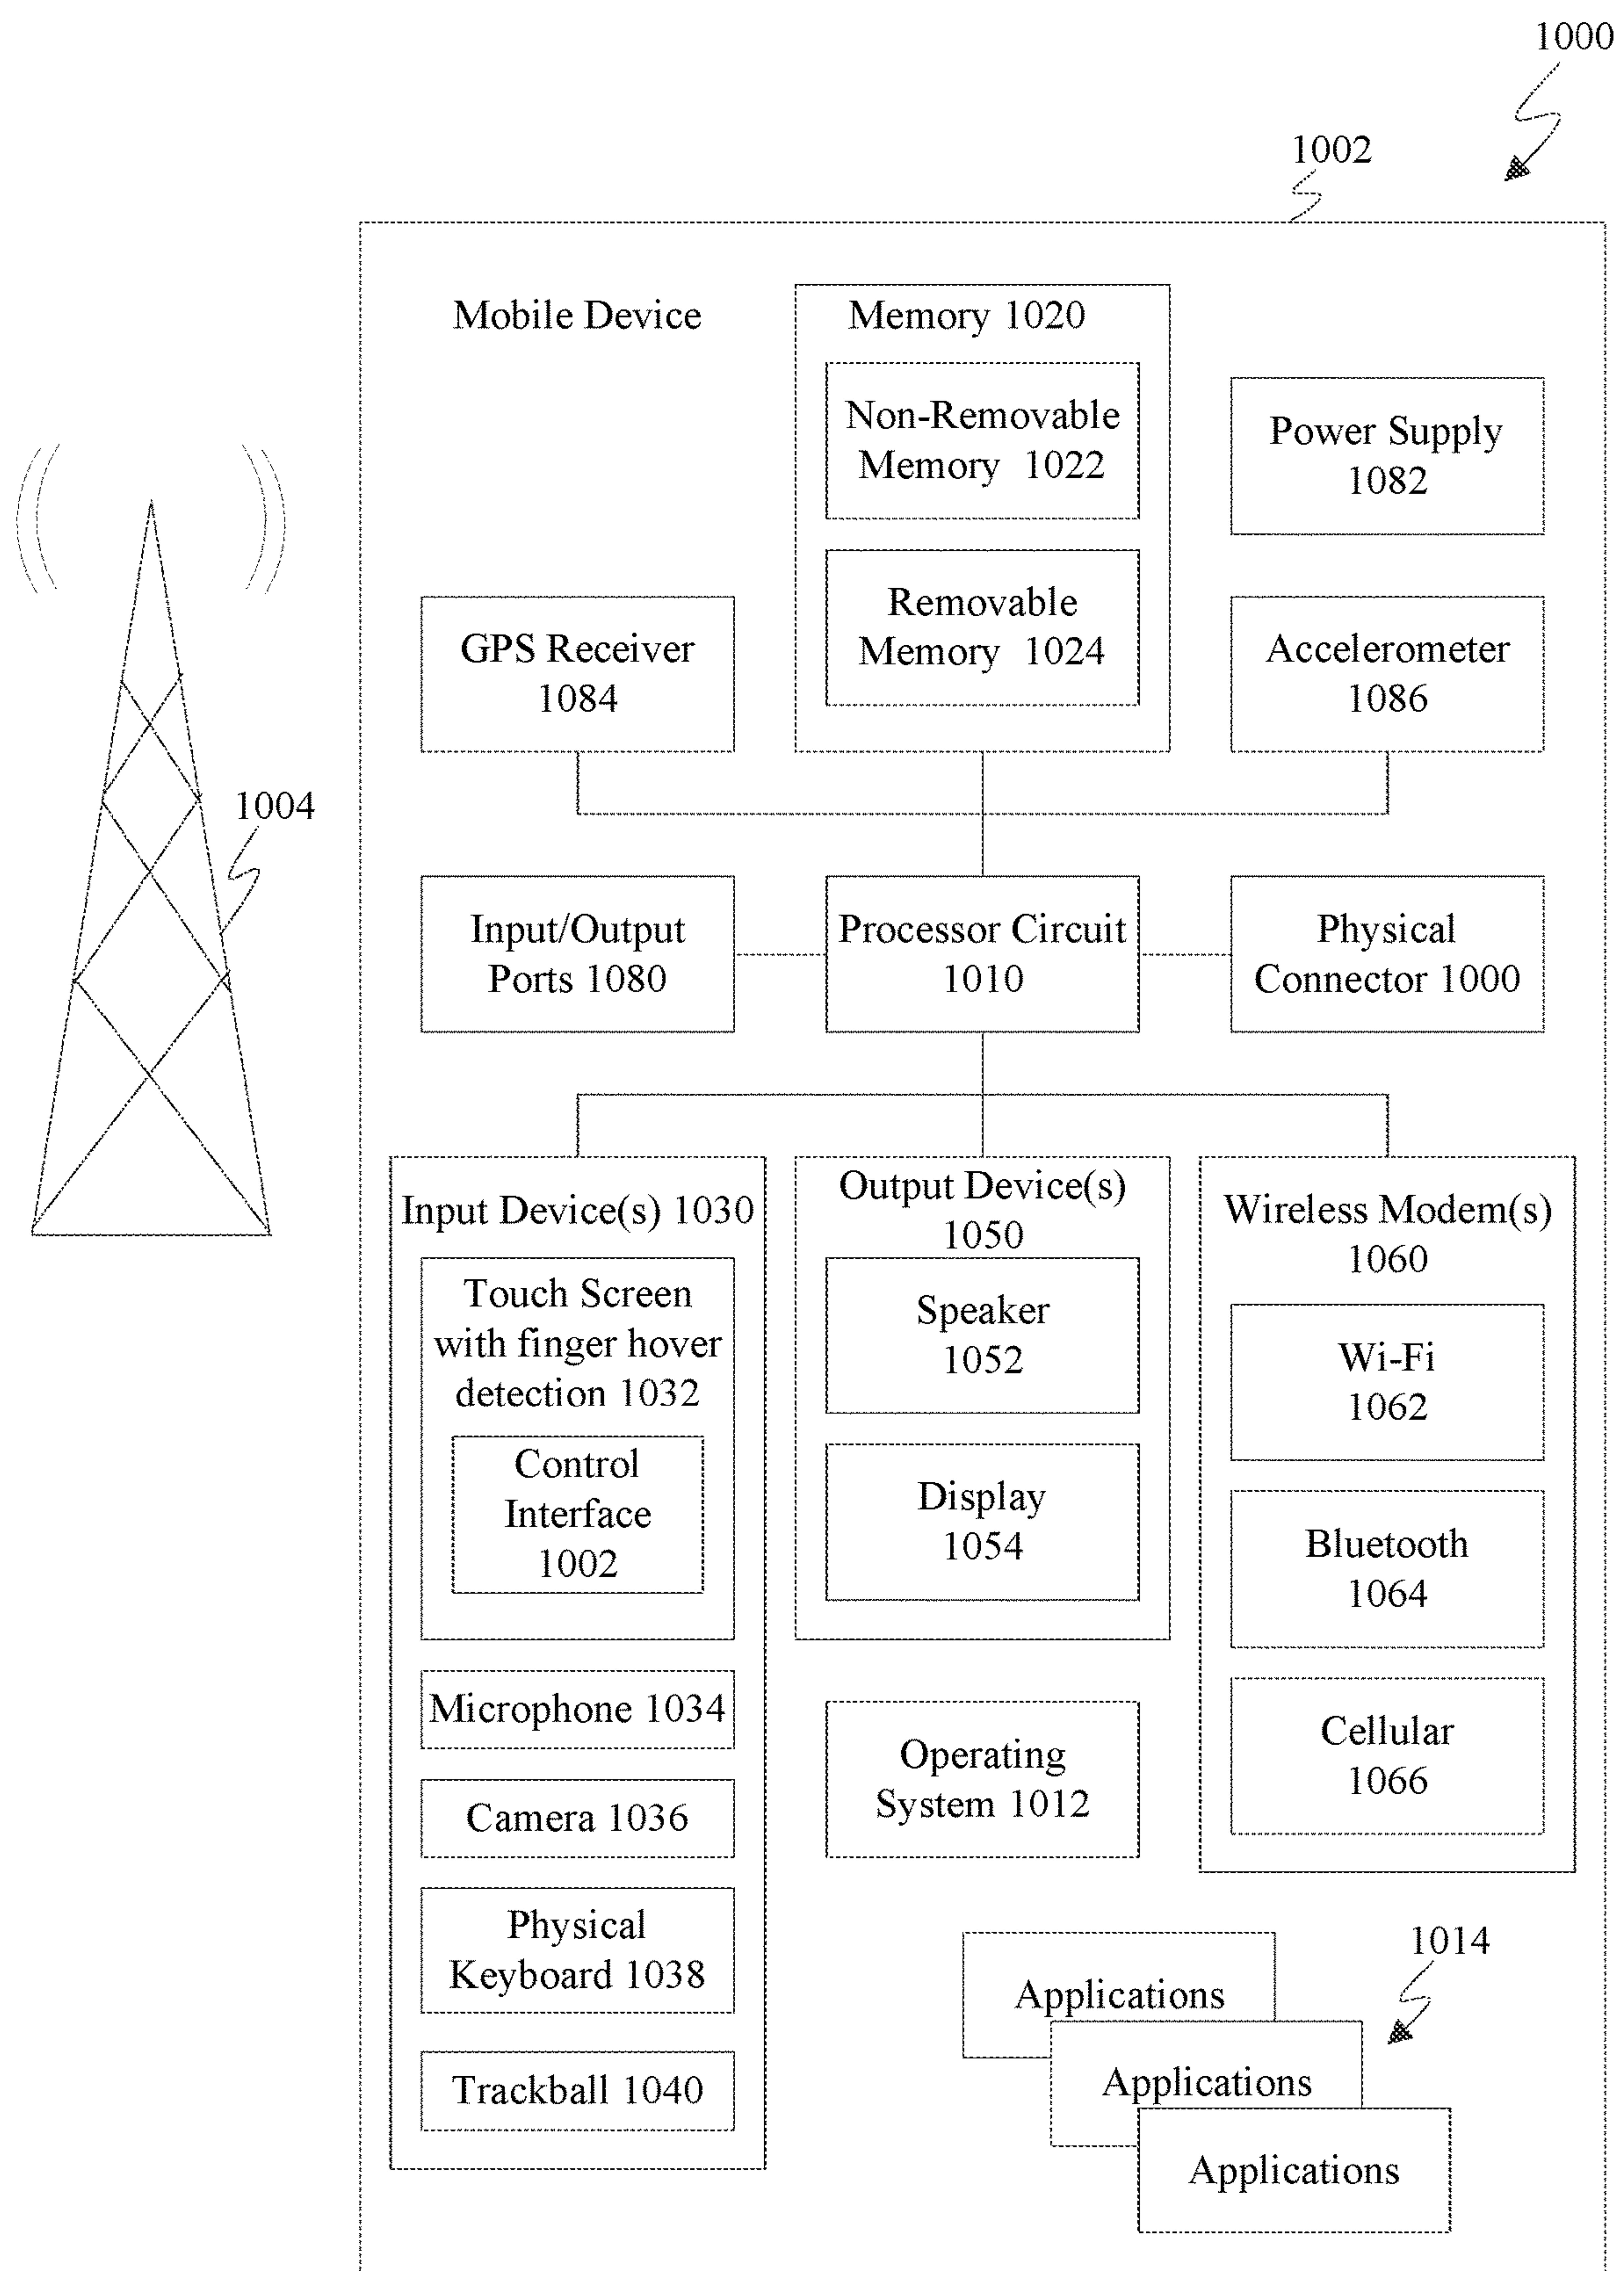 1000
1002
Mobile Device
Memory 1020
Non-Removable
Memory 1022
Power Supply
1082
Removable
Memory 1024
GPS Receiver
1084
Accelerometer
1086
1004
Input/Output
Ports 1080
Processor Circuit
1010
Physical
Connector 1000
Input Device(s) 1030
Touch Screen
with finger hover
detection 1032
Control
Interface
1002
Microphone 1034
Camera 1036
Physical
Keyboard 1038
Trackball 1040
Output Device(s)
1050
Speaker
1052
Display
1054
Operating
System 1012
Wireless Modem(s)
1060
Wi-Fi
1062
Bluetooth
1064
Cellular
1066
1014
Applications
Applications
Applications